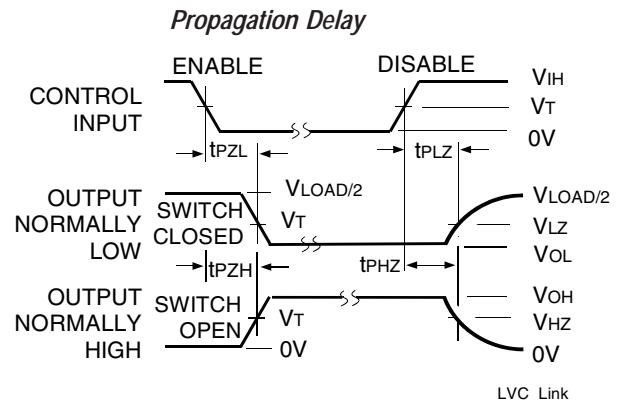 Propagation Delay
ENABLE
DISABLE
CONTROL
INPUT
VIH
VT
0V
tPZL
tPLZ
OUTPUT
NORMALLY
LOW
SWITCH
CLOSED
VLOAD/2
VT
VLOAD/2
VLZ
VOL
tPZH
tPHZ
OUTPUT
NORMALLY
HIGH
SWITCH
OPEN
VT
0V
VOH
VHZ
0V
LVC Link